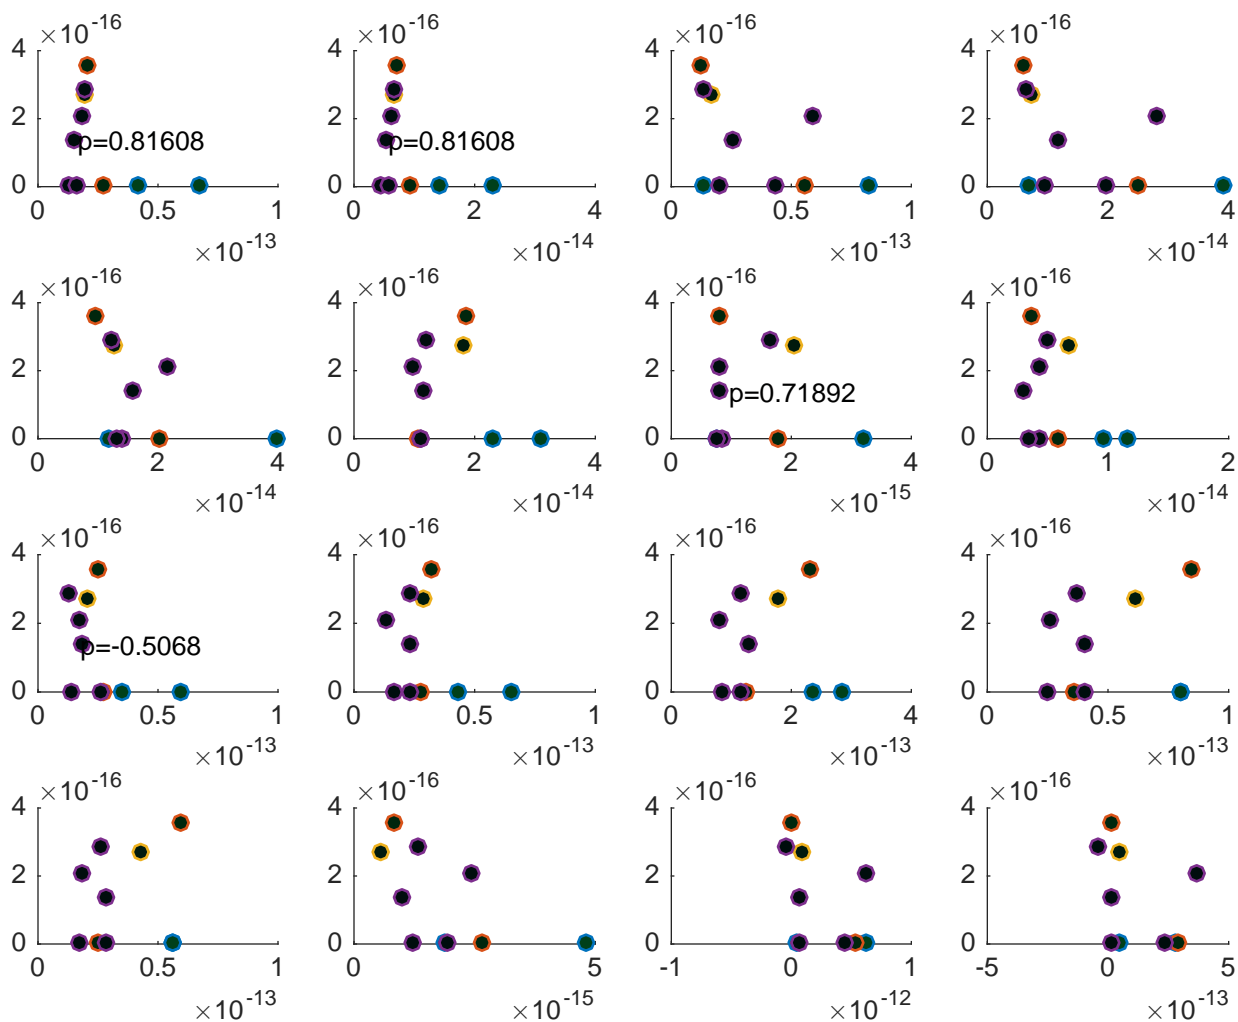 ×10-16 ×10-16 ×10-16 ×10-16
4 4 4 4
2 2 2 2
p=0.81608 p=0.81608
0 0 0 0
0 0.5 1 0 2 4 0 0.5 1 0 2 4
×10-13 ×10-14 ×10-13 ×10-14
×10-16 ×10-16 ×10-16 ×10-16
4 4 4 4
2 2 2 2
p=0.71892
0 0 0 0
0 2 4 0 2 4 0 2 4 0 1 2
×10-14 ×10-14 ×10-15 ×10-14
×10-16 ×10-16 ×10-16 ×10-16
4 4 4 4
2 2 2 2
p=-0.5068
0 0 0 0
0 0.5 1 0 0.5 1 0 2 4 0 0.5 1
×10-13 ×10-13 ×10-13 ×10-13
×10-16 ×10-16 ×10-16 ×10-16
4 4 4 4
2 2 2 2
0 0 0 0
0 0.5 1 0 5 -1 0 1 -5 0 5
×10-13 ×10-15 ×10-12 ×10-13